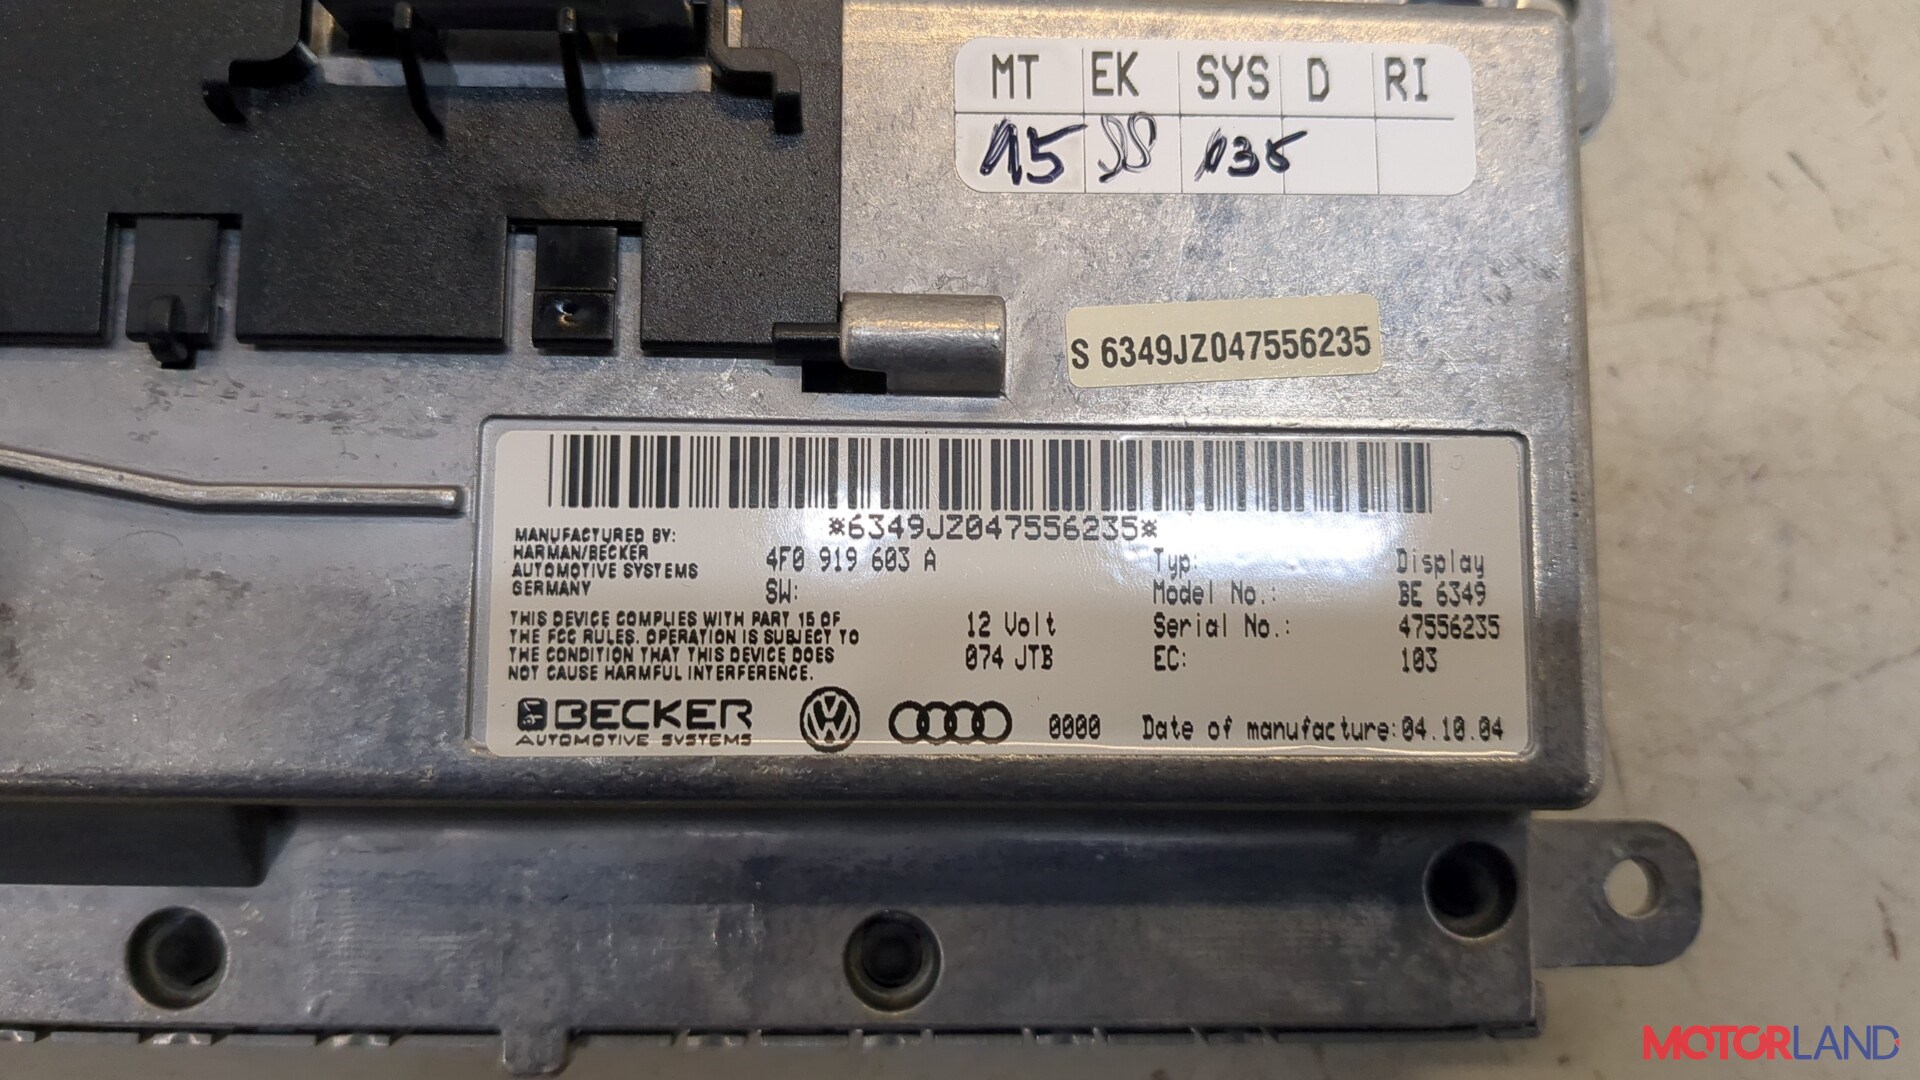 MT EK SYS D RI
15 SS 035
S 6349JZ047556235
*6349JZ047556235*
MANUFACTURED BY:
HARMAN/BECKER
AUTOMOTIVE SYSTEMS
GERMANY
4F0 919 603 A
SW:
Typ: Display
Model No.: BE 6349
THIS DEVICE COMPLIES WITH PART 15 OF
THE FCC RULES. OPERATION IS SUBJECT TO
THE CONDITION THAT THIS DEVICE DOES
NOT CAUSE HARMFUL INTERFERENCE.
12 Volt
074 JTB
Serial No.: 47556235
EC: 103
BECKER
AUTOMOTIVE SYSTEMS
0000
Date of manufacture:04.10.04
MOTORLAND